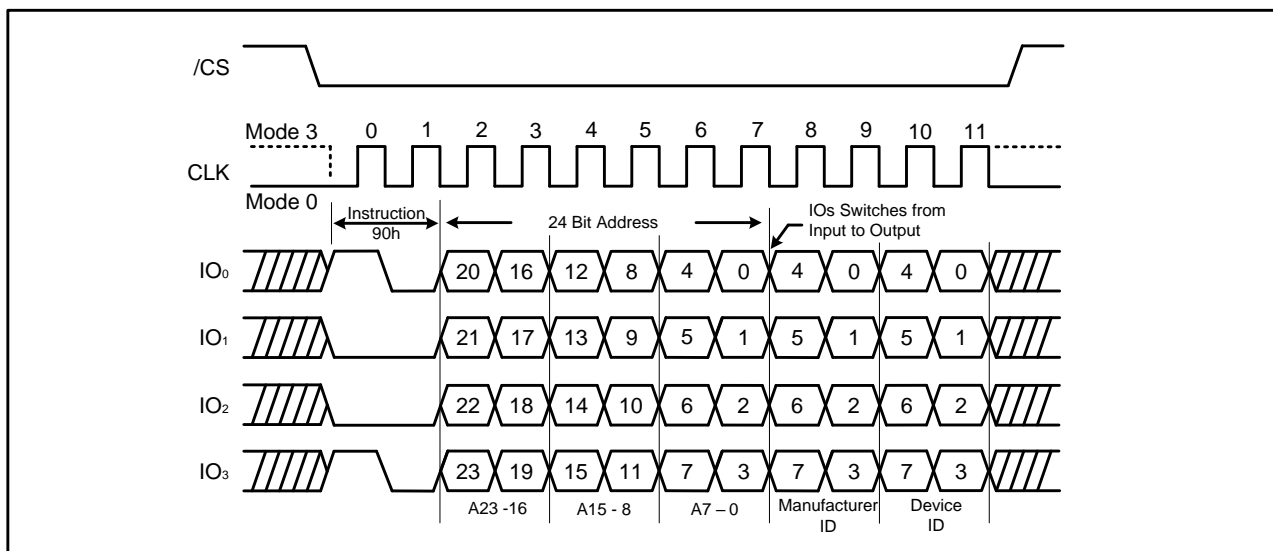 /CS
Mode 3 0 1 2 3 4 5 6 7 8 9 10 11
CLK
Mode 0
Instruction
90h
24 Bit Address
IOs Switches from
Input to Output
IO₀ 20 16 12 8 4 0 4 0 4 0
IO₁ 21 17 13 9 5 1 5 1 5 1
IO₂ 22 18 14 10 6 2 6 2 6 2
IO₃ 23 19 15 11 7 3 7 3 7 3
A23 -16 A15 - 8 A7 – 0 Manufacturer Device
ID ID